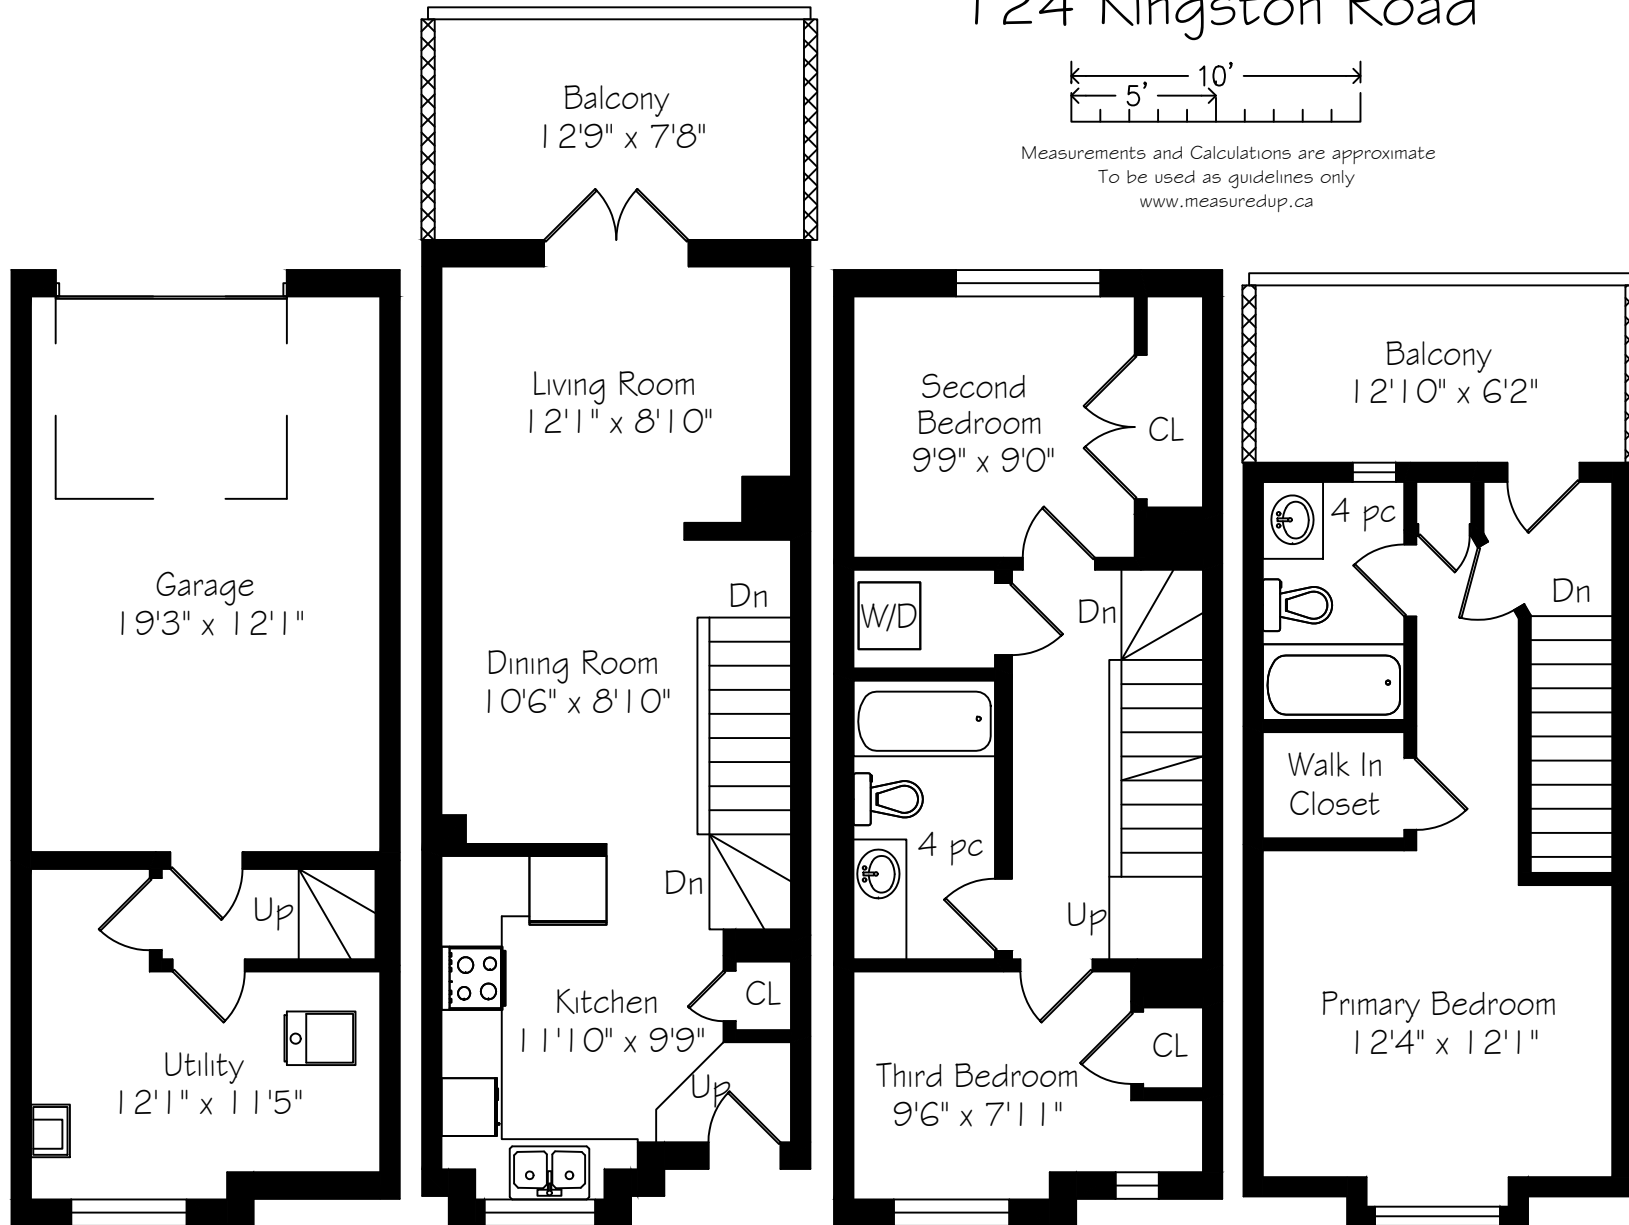 124 Kingston Road
10'
5'
Measurements and Calculations are approximate
To be used as guidelines only
www.measuredup.ca
Balcony
12'9" x 7'8"
Living Room
12'1" x 8'10"
Dn
Dining Room
10'6" x 8'10"
Dn
Kitchen
11'10" x 9'9"
CL
Up
Garage
19'3" x 12'1"
Up
Utility
12'1" x 11'5"
Second
Bedroom
9'9" x 9'0"
CL
W/D
Dn
4 pc
Up
Third Bedroom
9'6" x 7'11"
CL
Balcony
12'10" x 6'2"
4 pc
Dn
Walk In
Closet
Primary Bedroom
12'4" x 12'1"